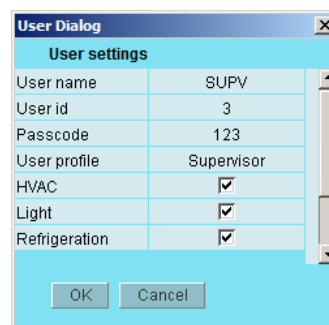 User Dialog
User settings
User name SUPV
User id 3
Passcode 123
User profile Supervisor
HVAC
Light
Refrigeration
OK Cancel